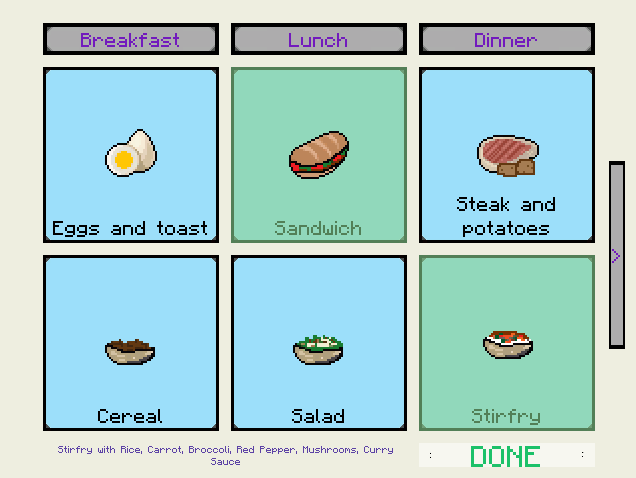 Breakfast Lunch Dinner
Eggs and toast
Sandwich
Steak and
potatoes
>
Cereal
Salad
Stirfry
Stirfry with Rice, Carrot, Broccoli, Red Pepper, Mushrooms, Curry
Sauce
: DONE :